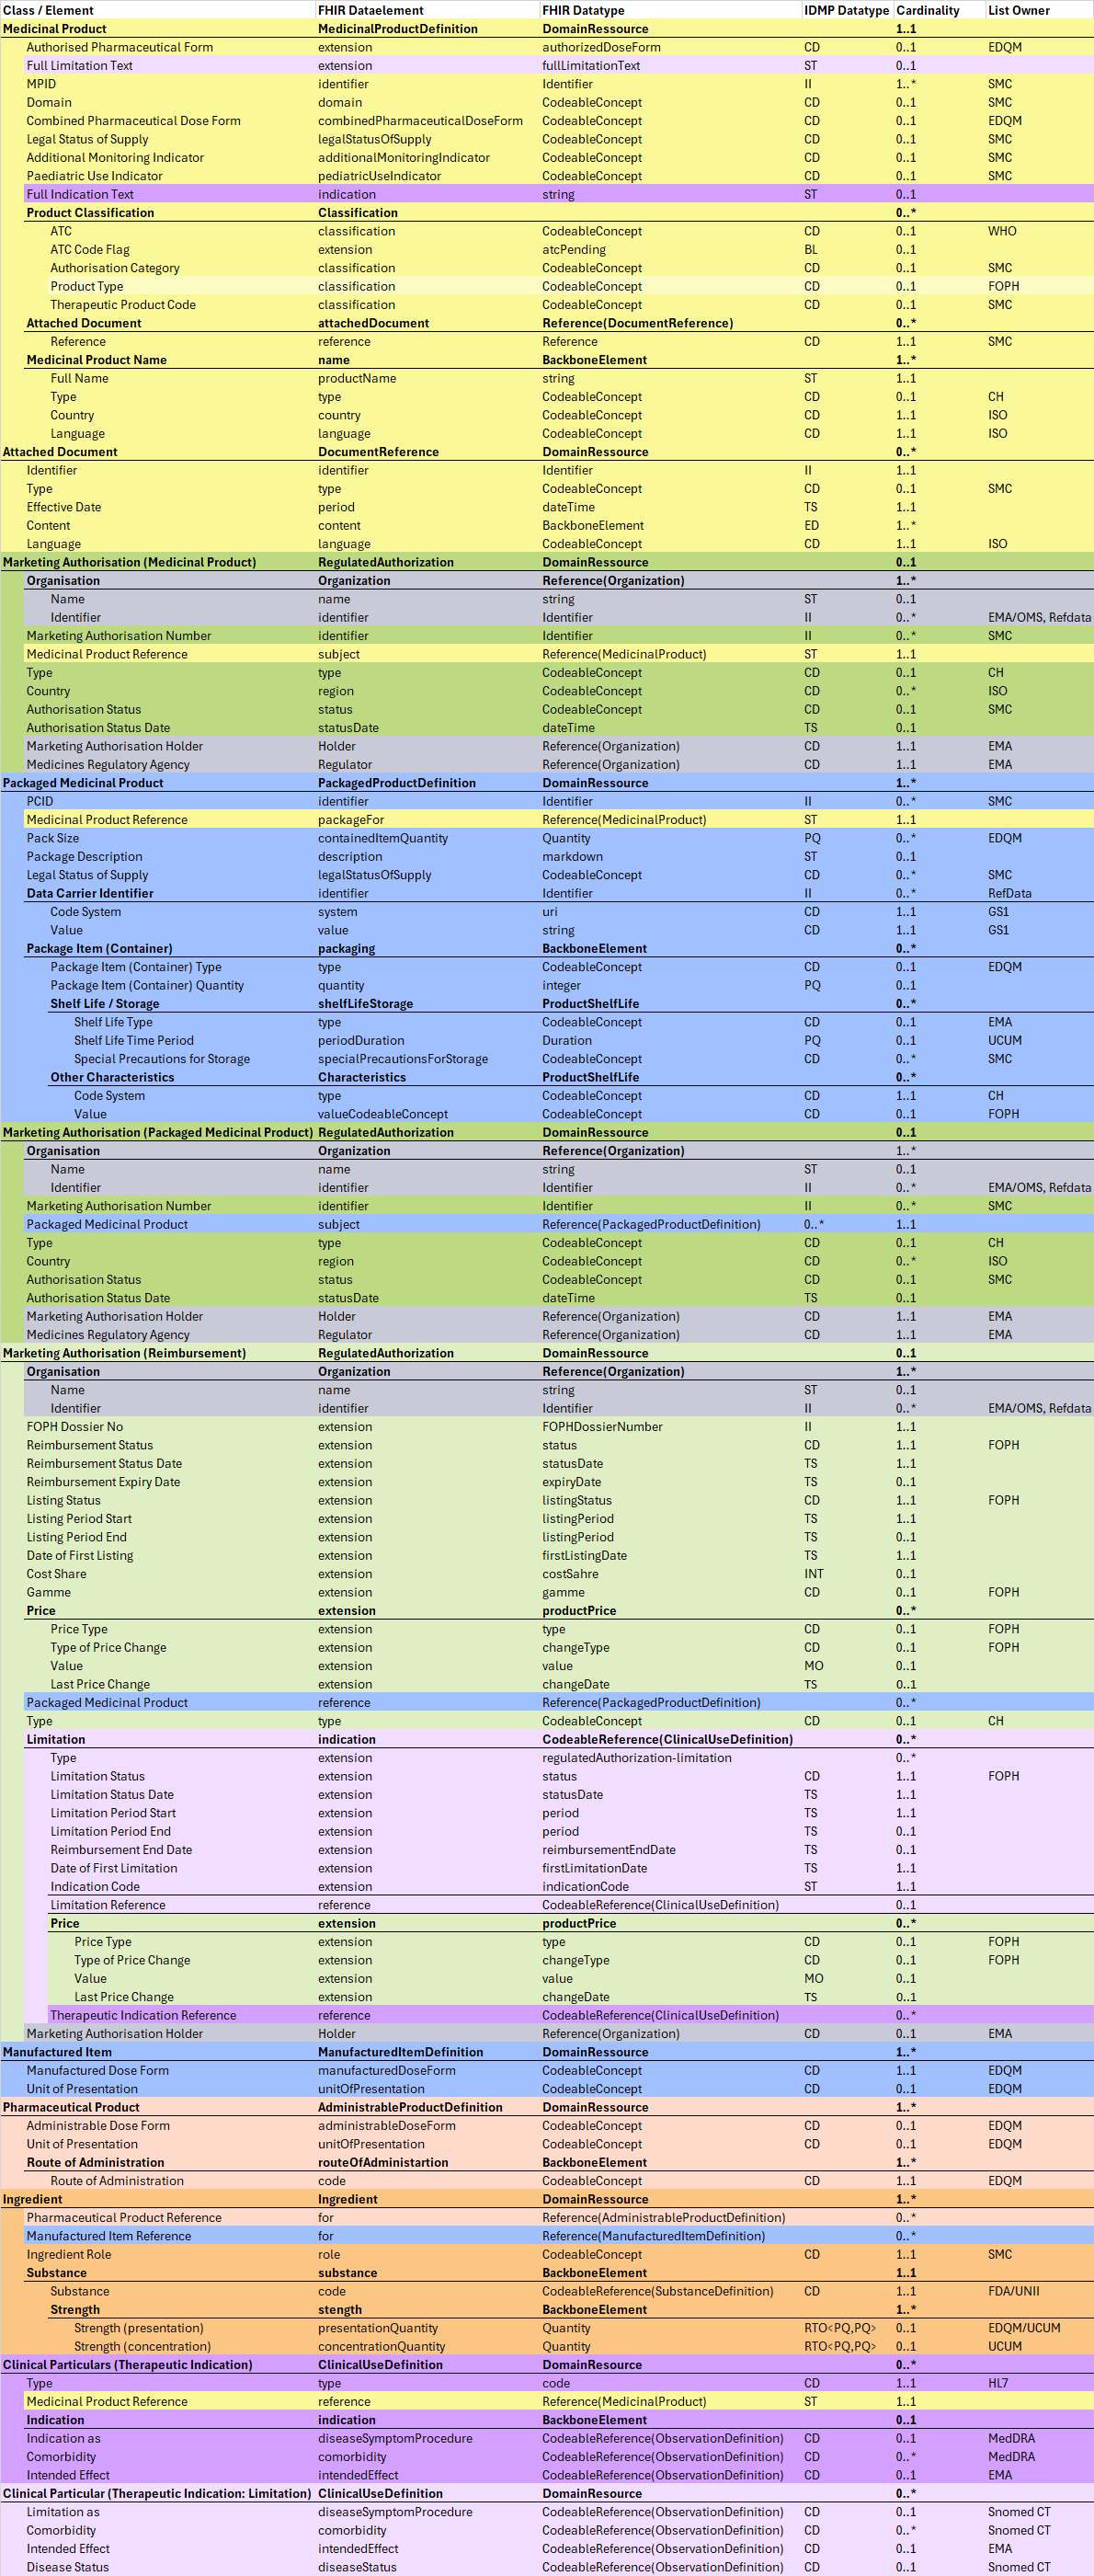 Class / Element FHIR Dataelement FHIR Datatype IDMP Datatype Cardinality List Owner
Medicinal Product MedicinalProductDefinition DomainRessource 1..1
Authorised Pharmaceutical Form extension authorizedDoseForm CD 0..1 EDQM
Full Limitation Text extension fullLimitationText ST 0..1
MPID identifier Identifier II 1..* SMC
Domain domain CodeableConcept CD 0..1 SMC
Combined Pharmaceutical Dose Form combinedPharmaceuticalDoseForm CodeableConcept CD 0..1 EDQM
Legal Status of Supply legalStatusOfSupply CodeableConcept CD 0..1 SMC
Additional Monitoring Indicator additionalMonitoringIndicator CodeableConcept CD 0..1 SMC
Paediatric Use Indicator pediatricUseIndicator CodeableConcept CD 0..1 SMC
Full Indication Text indication string ST 0..1
Product Classification Classification 0..*
ATC classification CodeableConcept CD 0..1 WHO
ATC Code Flag extension atcPending BL 0..1
Authorisation Category classification CodeableConcept CD 0..1 SMC
Product Type classification CodeableConcept CD 0..1 FOPH
Therapeutic Product Code classification CodeableConcept CD 0..1 SMC
Attached Document attachedDocument Reference(DocumentReference) 0..*
Reference reference Reference CD 1..1 SMC
Medicinal Product Name name BackboneElement 1..*
Full Name productName string ST 1..1
Type type CodeableConcept CD 0..1 CH
Country country CodeableConcept CD 1..1 ISO
Language language CodeableConcept CD 1..1 ISO
Attached Document DocumentReference DomainRessource 0..*
Identifier identifier Identifier II 1..1
Type type CodeableConcept CD 0..1 SMC
Effective Date period dateTime TS 1..1
Content content BackboneElement ED 1..*
Language language CodeableConcept CD 1..1 ISO
Marketing Authorisation (Medicinal Product) RegulatedAuthorization DomainRessource 0..1
Organisation Organization Reference(Organization) 1..*
Name name string ST 0..1
Identifier identifier Identifier II 0..* EMA/OMS, Refdata
Marketing Authorisation Number identifier Identifier II 0..* SMC
Medicinal Product Reference subject Reference(MedicinalProduct) ST 1..1
Type type CodeableConcept CD 0..1 CH
Country region CodeableConcept CD 0..* ISO
Authorisation Status status CodeableConcept CD 0..1 SMC
Authorisation Status Date statusDate dateTime TS 0..1
Marketing Authorisation Holder Holder Reference(Organization) CD 1..1 EMA
Medicines Regulatory Agency Regulator Reference(Organization) CD 1..1 EMA
Packaged Medicinal Product PackagedProductDefinition DomainRessource 1..*
PCID identifier Identifier II 0..* SMC
Medicinal Product Reference packageFor Reference(MedicinalProduct) ST 1..1
Pack Size containedItemQuantity Quantity PQ 0..* EDQM
Package Description description markdown ST 0..1
Legal Status of Supply legalStatusOfSupply CodeableConcept CD 0..* SMC
Data Carrier Identifier identifier Identifier II 0..* RefData
Code System system uri CD 1..1 GS1
Value value string CD 1..1 GS1
Package Item (Container) packaging BackboneElement 0..*
Package Item (Container) Type type CodeableConcept CD 0..1 EDQM
Package Item (Container) Quantity quantity integer PQ 0..1
Shelf Life / Storage shelfLifeStorage ProductShelfLife 0..*
Shelf Life Type type CodeableConcept CD 0..1 EMA
Shelf Life Time Period periodDuration Duration PQ 0..1 UCUM
Special Precautions for Storage specialPrecautionsForStorage CodeableConcept CD 0..* SMC
Other Characteristics Characteristics ProductShelfLife 0..*
Code System type CodeableConcept CD 1..1 CH
Value valueCodeableConcept CodeableConcept CD 0..1 FOPH
Marketing Authorisation (Packaged Medicinal Product) RegulatedAuthorization DomainRessource 0..1
Organisation Organization Reference(Organization) 1..*
Name name string ST 0..1
Identifier identifier Identifier II 0..* EMA/OMS, Refdata
Marketing Authorisation Number identifier Identifier II 0..* SMC
Packaged Medicinal Product subject Reference(PackagedProductDefinition) 0..* 1..1
Type type CodeableConcept CD 0..1 CH
Country region CodeableConcept CD 0..* ISO
Authorisation Status status CodeableConcept CD 0..1 SMC
Authorisation Status Date statusDate dateTime TS 0..1
Marketing Authorisation Holder Holder Reference(Organization) CD 1..1 EMA
Medicines Regulatory Agency Regulator Reference(Organization) CD 1..1 EMA
Marketing Authorisation (Reimbursement) RegulatedAuthorization DomainRessource 0..1
Organisation Organization Reference(Organization) 1..*
Name name string ST 0..1
Identifier identifier Identifier II 0..* EMA/OMS, Refdata
FOPH Dossier No extension FOPHDossierNumber II 1..1
Reimbursement Status extension status CD 1..1 FOPH
Reimbursement Status Date extension statusDate TS 1..1
Reimbursement Expiry Date extension expiryDate TS 0..1
Listing Status extension listingStatus CD 1..1 FOPH
Listing Period Start extension listingPeriod TS 1..1
Listing Period End extension listingPeriod TS 0..1
Date of First Listing extension firstListingDate TS 1..1
Cost Share extension costSahre INT 0..1
Gamme extension gamme CD 0..1 FOPH
Price extension productPrice 0..*
Price Type extension type CD 0..1 FOPH
Type of Price Change extension changeType CD 0..1 FOPH
Value extension value MO 0..1
Last Price Change extension changeDate TS 0..1
Packaged Medicinal Product reference Reference(PackagedProductDefinition) 0..*
Type type CodeableConcept CD 0..1 CH
Limitation indication CodeableReference(ClinicalUseDefinition) 0..*
Type extension regulatedAuthorization-limitation 0..*
Limitation Status extension status CD 1..1 FOPH
Limitation Status Date extension statusDate TS 1..1
Limitation Period Start extension period TS 1..1
Limitation Period End extension period TS 0..1
Reimbursement End Date extension reimbursementEndDate TS 0..1
Date of First Limitation extension firstLimitationDate TS 1..1
Indication Code extension indicationCode ST 1..1
Limitation Reference reference CodeableReference(ClinicalUseDefinition) 0..1
Price extension productPrice 0..*
Price Type extension type CD 0..1 FOPH
Type of Price Change extension changeType CD 0..1 FOPH
Value extension value MO 0..1
Last Price Change extension changeDate TS 0..1
Therapeutic Indication Reference reference CodeableReference(ClinicalUseDefinition) 0..*
Marketing Authorisation Holder Holder Reference(Organization) CD 0..1 EMA
Manufactured Item ManufacturedItemDefinition DomainRessource 1..*
Manufactured Dose Form manufacturedDoseForm CodeableConcept CD 1..1 EDQM
Unit of Presentation unitOfPresentation CodeableConcept CD 0..1 EDQM
Pharmaceutical Product AdministrableProductDefinition DomainRessource 1..*
Administrable Dose Form administrableDoseForm CodeableConcept CD 0..1 EDQM
Unit of Presentation unitOfPresentation CodeableConcept CD 0..1 EDQM
Route of Administration routeOfAdministartion BackboneElement 1..*
Route of Administration code CodeableConcept CD 1..1 EDQM
Ingredient Ingredient DomainRessource 1..*
Pharmaceutical Product Reference for Reference(AdministrableProductDefinition) 0..*
Manufactured Item Reference for Reference(ManufacturedItemDefinition) 0..*
Ingredient Role role CodeableConcept CD 1..1 SMC
Substance substance BackboneElement 1..1
Substance code CodeableReference(SubstanceDefinition) CD 1..1 FDA/UNII
Strength stength BackboneElement 1..*
Strength (presentation) presentationQuantity Quantity RTO<PQ,PQ> 0..1 EDQM/UCUM
Strength (concentration) concentrationQuantity Quantity RTO<PQ,PQ> 0..1 UCUM
Clinical Particulars (Therapeutic Indication) ClinicalUseDefinition DomainResource 0..*
Type type code CD 1..1 HL7
Medicinal Product Reference reference Reference(MedicinalProduct) ST 1..1
Indication indication BackboneElement 0..1
Indication as diseaseSymptomProcedure CodeableReference(ObservationDefinition) CD 0..1 MedDRA
Comorbidity comorbidity CodeableReference(ObservationDefinition) CD 0..* MedDRA
Intended Effect intendedEffect CodeableReference(ObservationDefinition) CD 0..1 EMA
Clinical Particular (Therapeutic Indication: Limitation) ClinicalUseDefinition DomainResource 0..*
Limitation as diseaseSymptomProcedure CodeableReference(ObservationDefinition) CD 0..1 Snomed CT
Comorbidity comorbidity CodeableReference(ObservationDefinition) CD 0..* Snomed CT
Intended Effect intendedEffect CodeableReference(ObservationDefinition) CD 0..1 EMA
Disease Status diseaseStatus CodeableReference(ObservationDefinition) CD 0..1 Snomed CT